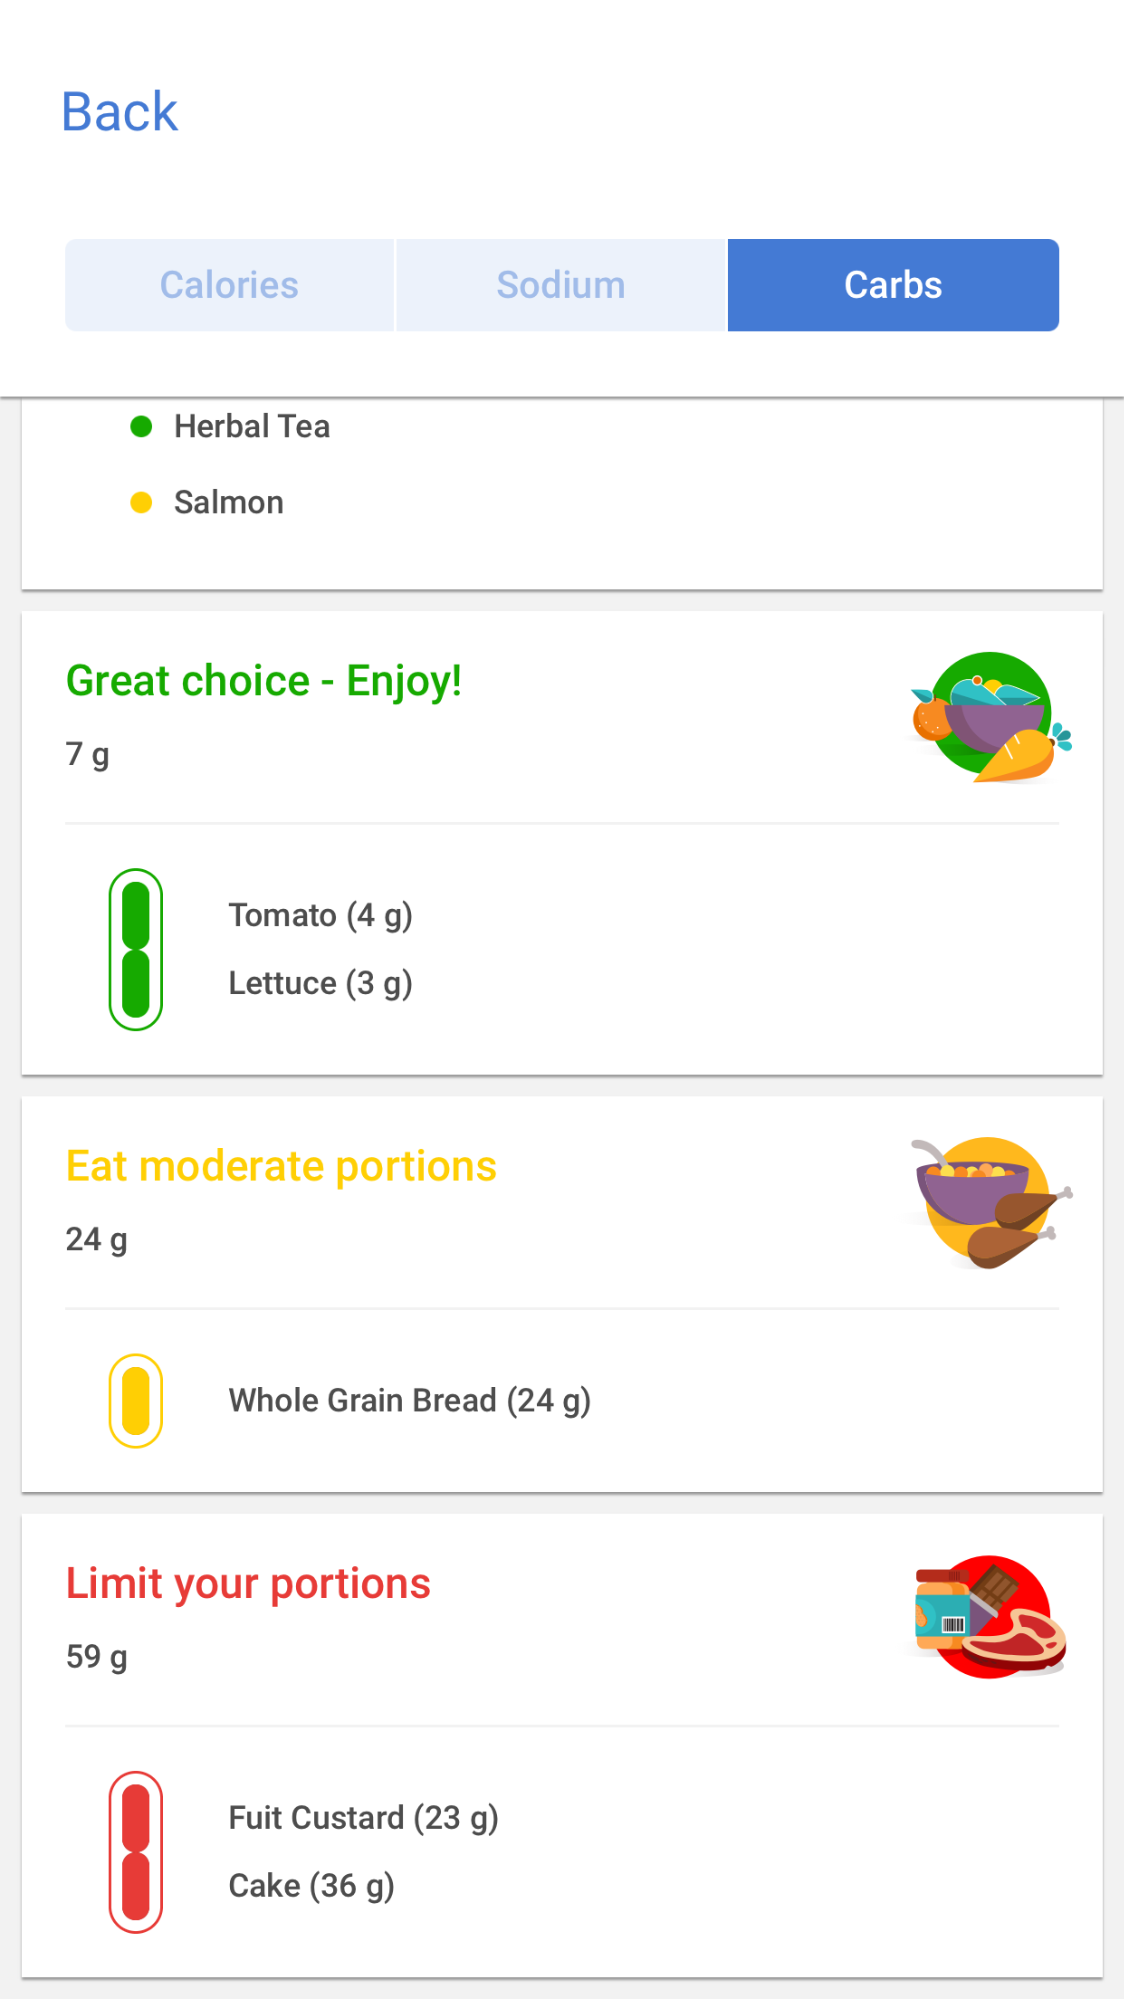 Back
Calories
Sodium
Carbs
Herbal Tea
Salmon
Great choice - Enjoy!
7 g
Tomato (4 g)
Lettuce (3 g)
Eat moderate portions
24 g
Whole Grain Bread (24 g)
Limit your portions
59 g
Fuit Custard (23 g)
Cake (36 g)